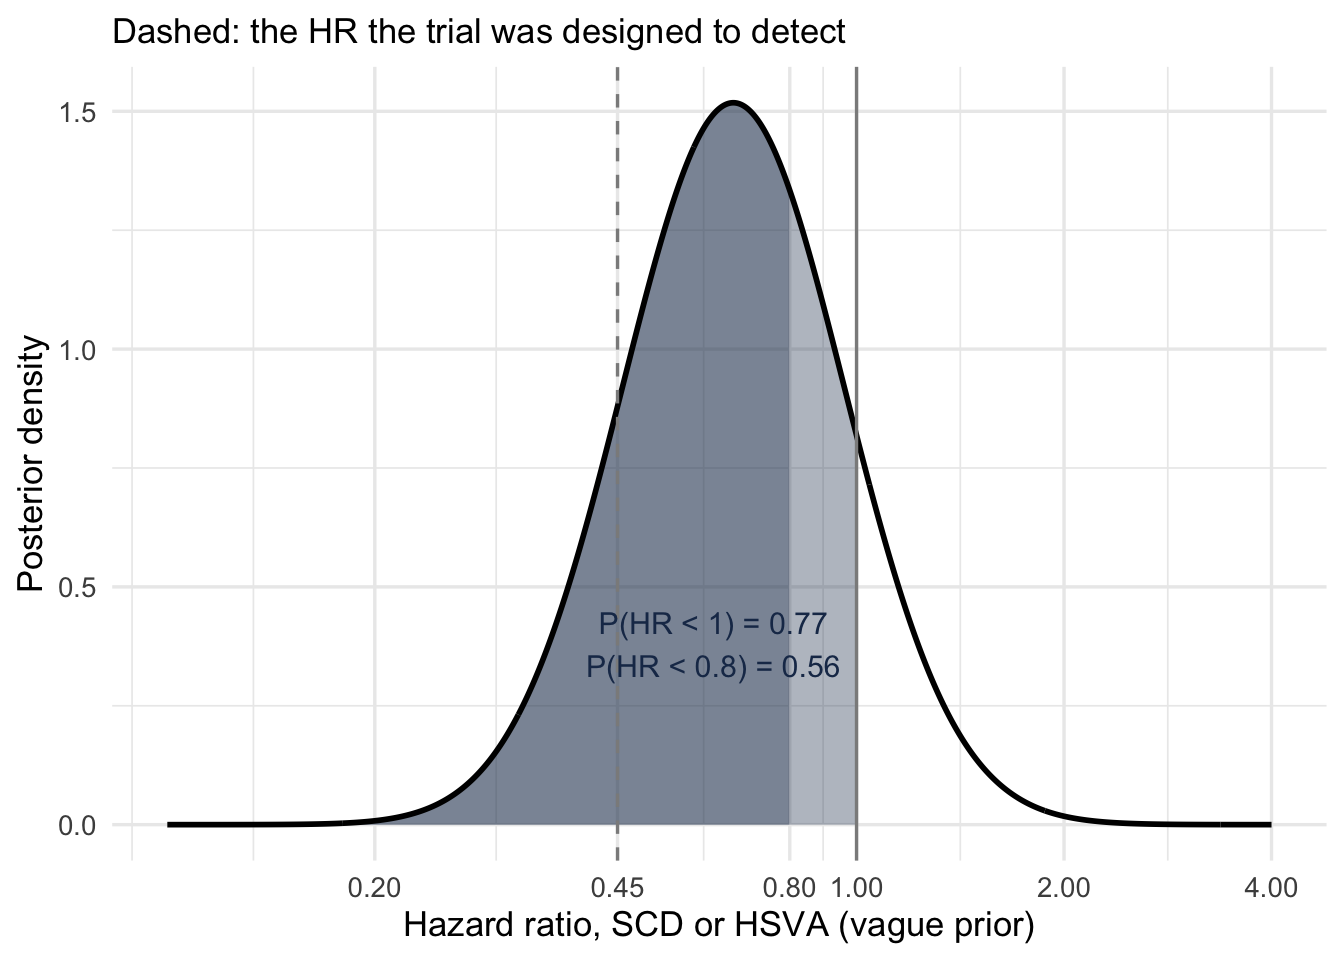 Dashed: the HR the trial was designed to detect
Posterior density
1.5
1.0
0.5
0.0
P(HR < 1) = 0.77
P(HR < 0.8) = 0.56
0.20 0.45 0.80 1.00 2.00 4.00
Hazard ratio, SCD or HSVA (vague prior)